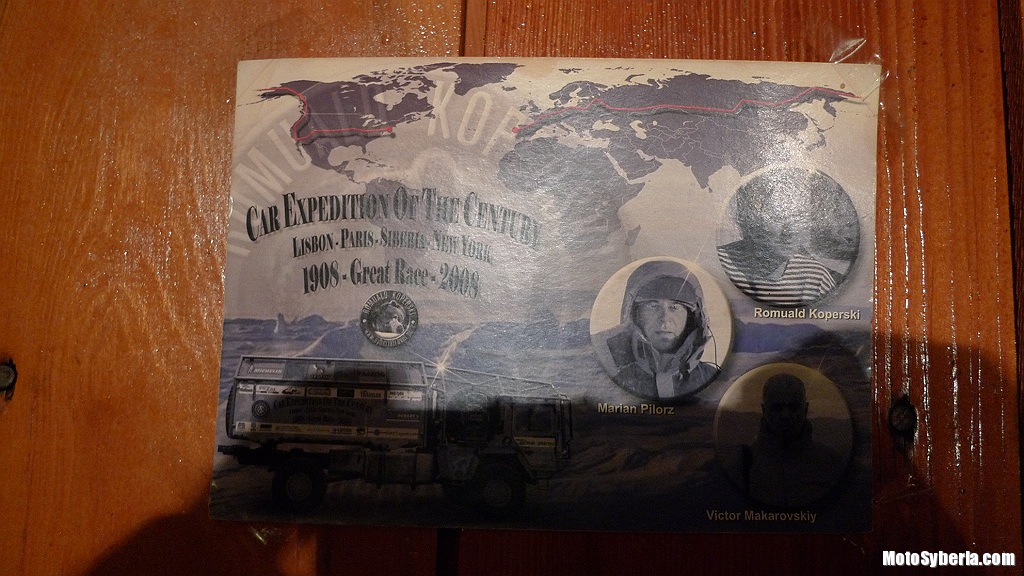 CAR EXPEDITION OF THE CENTURY
LISBON - PARIS - SIBERIA - NEW YORK
1908 - Great Race - 2008
Romuald Koperski
Marian Pilorz
Victor Makarovskiy
MotoSyberia.com